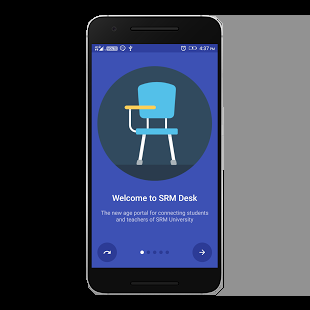 4:37 PM
Welcome to SRM Desk
The new age portal for connecting students
and teachers of SRM University